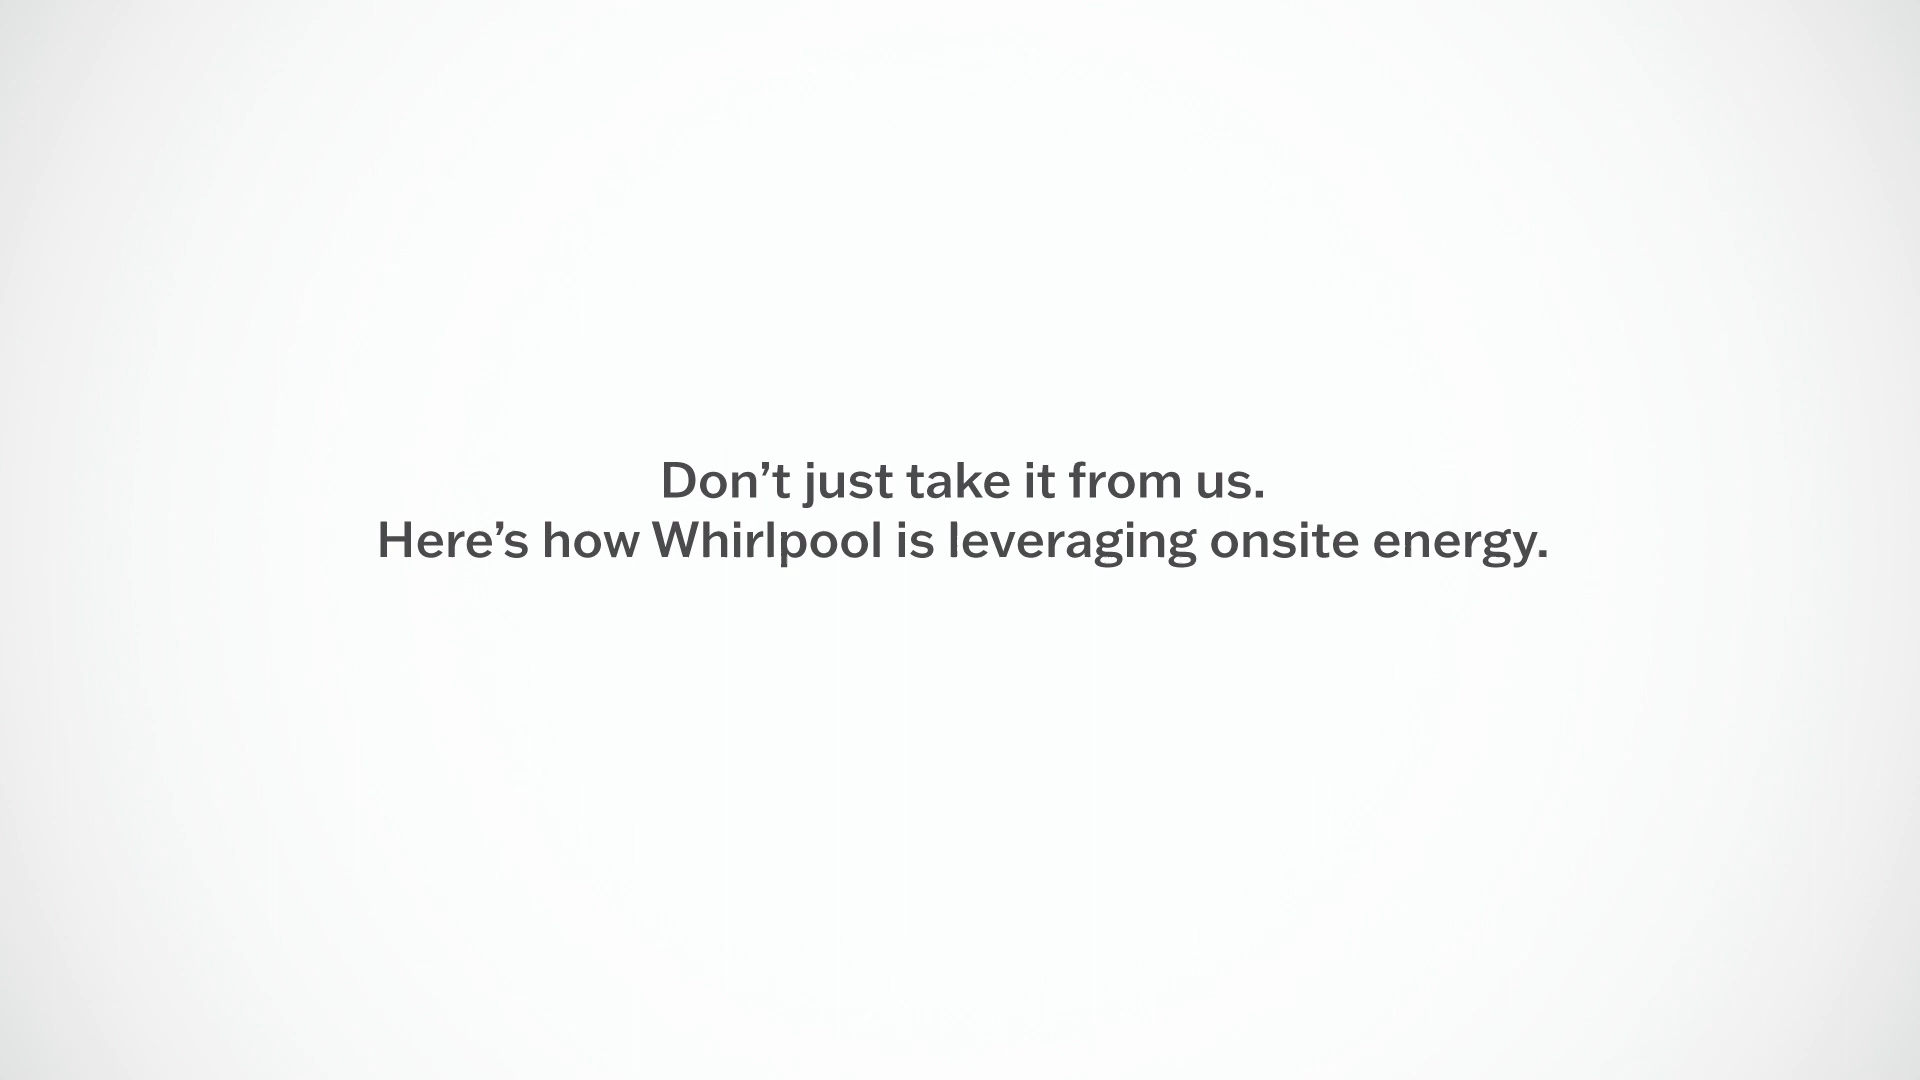 Don’t just take it from us.
Here’s how Whirlpool is leveraging onsite energy.